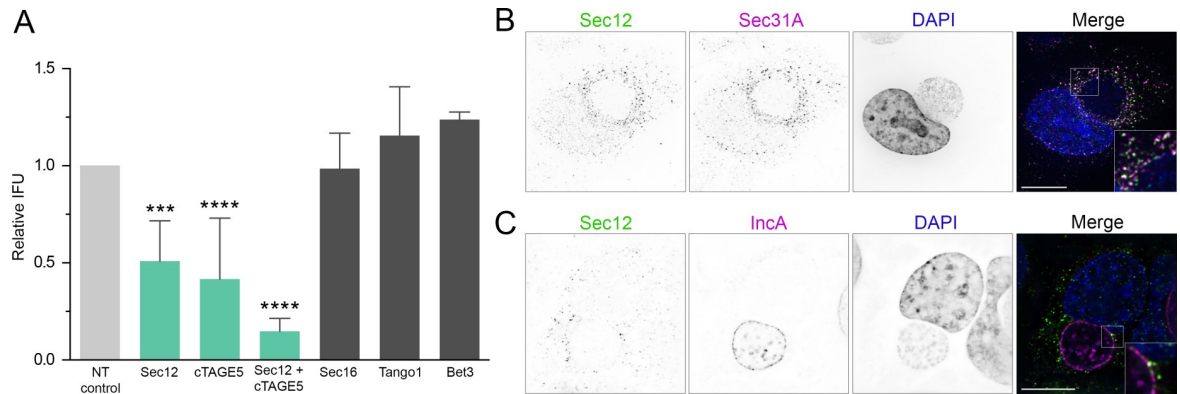 A
Relative IFU
1.5
1.0
0.5
0.0
***
****
****
NT
control
Sec12
cTAGE5
Sec12 +
cTAGE5
Sec16
Tango1
Bet3
B
Sec12
Sec31A
DAPI
Merge
C
Sec12
IncA
DAPI
Merge